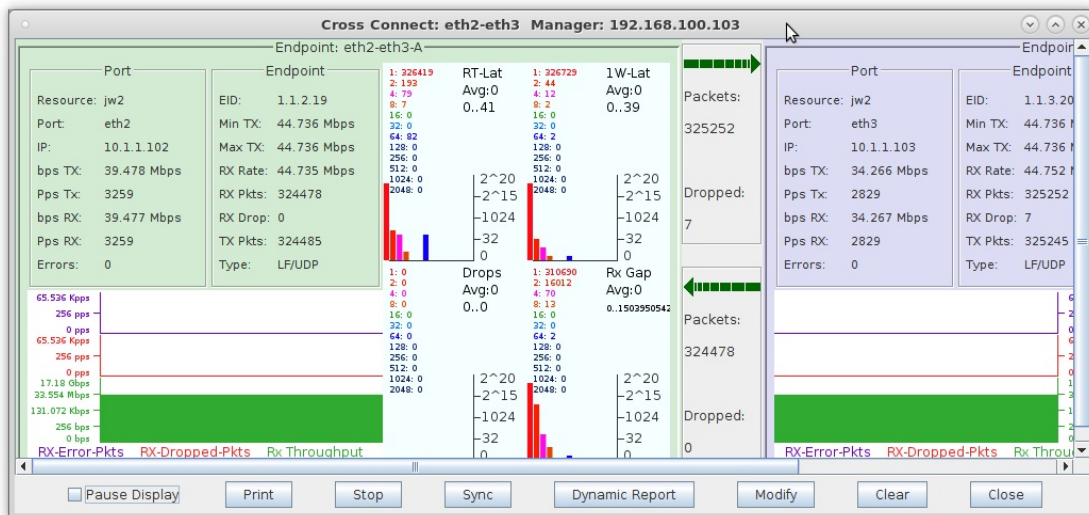 Cross Connect: eth2-eth3 Manager: 192.168.100.103
Endpoint: eth2-eth3-A
Port
Resource: jw2
Port: eth2
IP: 10.1.1.102
bps TX: 39.478 Mbps
Pps Tx: 3259
bps RX: 39.477 Mbps
Pps RX: 3259
Errors: 0
Endpoint
EID: 1.1.2.19
Min TX: 44.736 Mbps
Max TX: 44.736 Mbps
RX Rate: 44.735 Mbps
RX Pkts: 324478
RX Drop: 0
TX Pkts: 324485
Type: LF/UDP
1: 326419
2: 193
4: 79
8: 7
16: 0
32: 0
64: 82
128: 0
256: 0
512: 0
1024: 0
2048: 0
RT-Lat
Avg:0
0..41
2^20
2^15
1024
32
0
1: 326729
2: 44
4: 12
8: 2
16: 0
32: 0
64: 2
128: 0
256: 0
512: 0
1024: 0
2048: 0
1W-Lat
Avg:0
0..39
2^20
2^15
1024
32
0
1: 0
2: 0
4: 0
8: 0
16: 0
32: 0
64: 0
128: 0
256: 0
512: 0
1024: 0
2048: 0
Drops
Avg:0
0..0
2^20
2^15
1024
32
0
1: 310690
2: 16012
4: 70
8: 13
16: 0
32: 0
64: 2
128: 0
256: 0
512: 0
1024: 0
2048: 0
Rx Gap
Avg:0
0..1503950542
2^20
2^15
1024
32
0
65.536 Kpps
256 pps
0 pps
65.536 Kpps
256 pps
0 pps
17.18 Gbps
33.554 Mbps
131.072 Kbps
256 bps
0 bps
RX-Error-Pkts RX-Dropped-Pkts Rx Throughput
Packets:
325252
Dropped:
7
Packets:
324478
Dropped:
0
Port
Resource: jw2
Port: eth3
IP: 10.1.1.103
bps TX: 34.266 Mbps
Pps Tx: 2829
bps RX: 34.267 Mbps
Pps RX: 2829
Errors: 0
Endpoint
EID: 1.1.3.20
Min TX: 44.736
Max TX: 44.736
RX Rate: 44.752
RX Pkts: 325252
RX Drop: 7
TX Pkts: 325245
Type: LF/UDP
RX-Error-Pkts RX-Dropped-Pkts
Pause Display
Print
Stop
Sync
Dynamic Report
Modify
Clear
Close